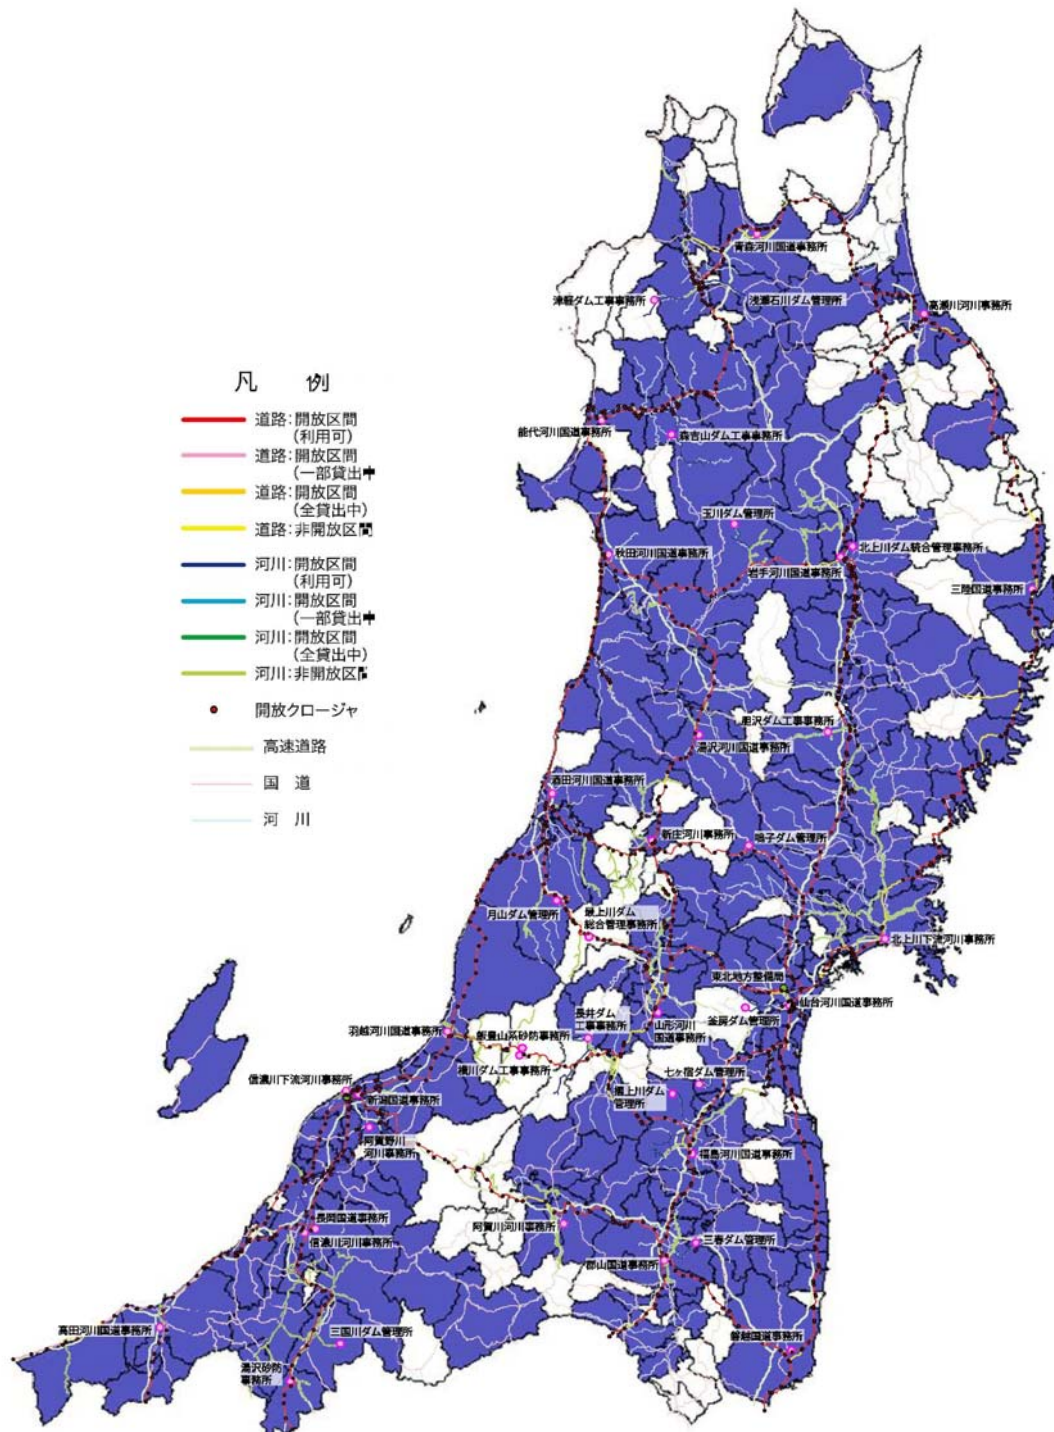 青森河川国道事務所
津軽ダム工事事務所
浅瀬石川ダム管理所
高瀬川河川事務所
凡 例
道路:開放区間
(利用可)
道路:開放区間
(一部貸出中
道路:開放区間
(全貸出中)
道路:非開放区間
河川:開放区間
(利用可)
河川:開放区間
(一部貸出中
河川:開放区間
(全貸出中)
河川:非開放区間
開放クロージャ
高速道路
国 道
河 川
能代河川国道事務所
森吉山ダム工事事務所
玉川ダム管理所
秋田河川国道事務所
北上川ダム統合管理事務所
岩手河川国道事務所
三陸国道事務所
胆沢ダム工事事務所
湯沢河川国道事務所
酒田河川国道事務所
新庄河川事務所
鳴子ダム管理所
月山ダム管理所
最上川ダム
総合管理事務所
北上川下流河川事務所
東北地方整備局
仙台河川国道事務所
釜房ダム管理所
長井ダム
工事事務所
山形河川
国道事務所
羽越河川国道事務所
飯豊山系砂防事務所
横川ダム工事事務所
七ヶ宿ダム管理所
摺上川ダム
管理所
信濃川下流河川事務所
新潟国道事務所
阿賀野川
河川事務所
福島河川国道事務所
長岡国道事務所
信濃川河川事務所
阿賀川河川事務所
三春ダム管理所
郡山国道事務所
高田河川国道事務所
三国川ダム管理所
湯沢砂防
事務所
磐越国道事務所